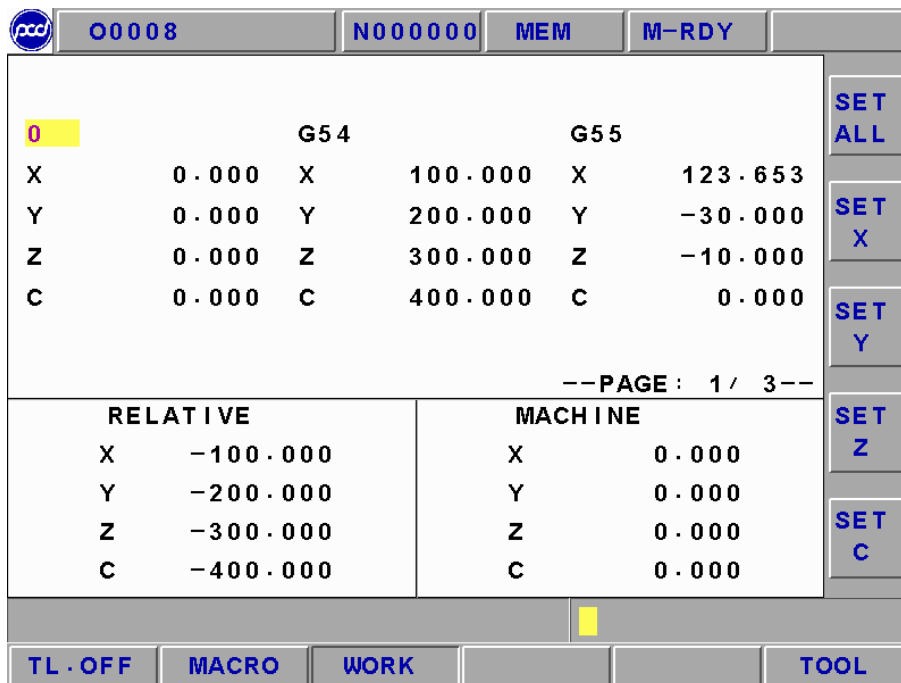 pcd O0008 N000000 MEM M-RDY
0 G54 G55
X 0.000 X 100.000 X 123.653
Y 0.000 Y 200.000 Y -30.000
Z 0.000 Z 300.000 Z -10.000
C 0.000 C 400.000 C 0.000
--PAGE: 1/ 3--
RELATIVE MACHINE
X -100.000 X 0.000
Y -200.000 Y 0.000
Z -300.000 Z 0.000
C -400.000 C 0.000
SET
ALL
SET
X
SET
Y
SET
Z
SET
C
TL.OFF MACRO WORK TOOL